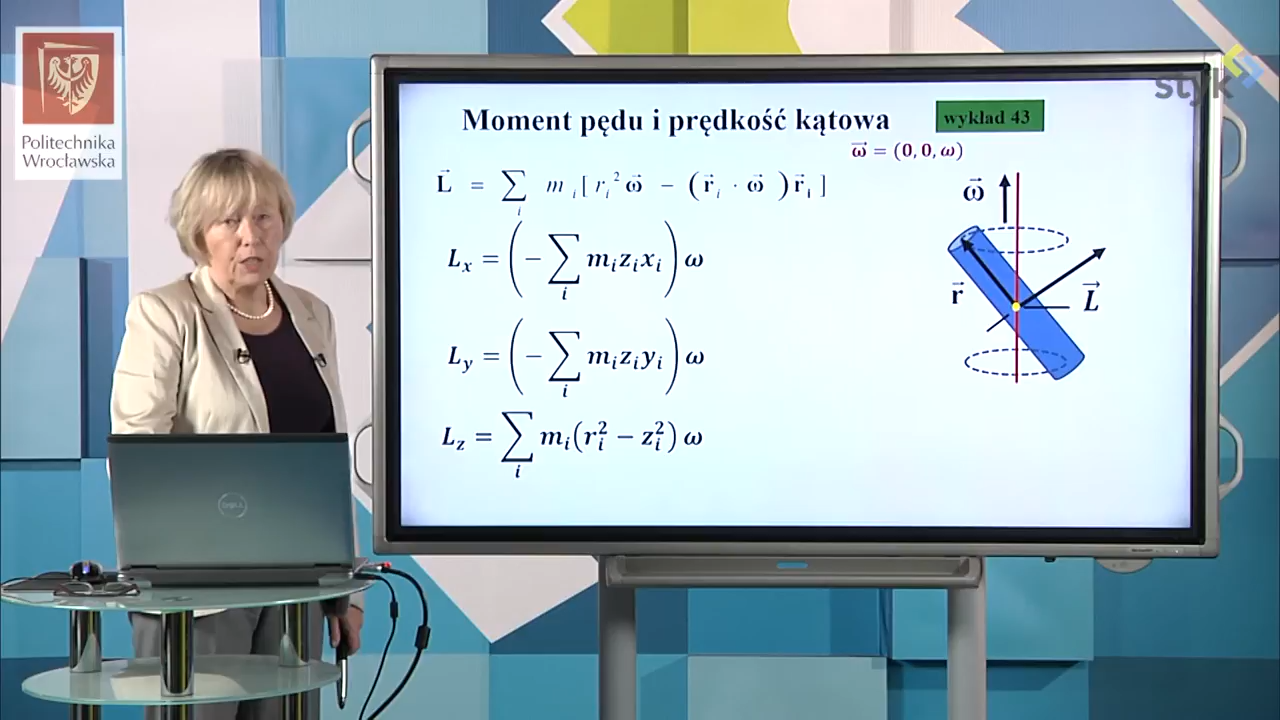 Politechnika
Wrocławska
styk
Moment pędu i prędkość kątowa
wykład 43
ω⃗ = (0, 0, ω)
L⃗ = ∑ᵢ mᵢ [ rᵢ² ω⃗ − ( r⃗ᵢ · ω⃗ ) r⃗ᵢ ]
Lₓ = (− ∑ᵢ mᵢzᵢxᵢ) ω
L_y = (− ∑ᵢ mᵢzᵢyᵢ) ω
L_z = ∑ᵢ mᵢ(rᵢ² − zᵢ²) ω
ω⃗
r⃗
L⃗
DELL